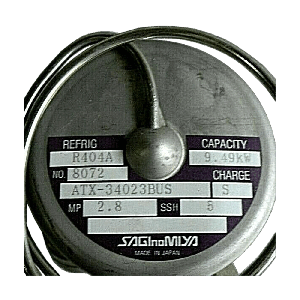 REFRIG CAPACITY
R404A 9.49kW
NO. 8072 CHARGE
ATX-34023BUS S
MP 2.8 SSH 5
SAGInoMIYA
MADE IN JAPAN